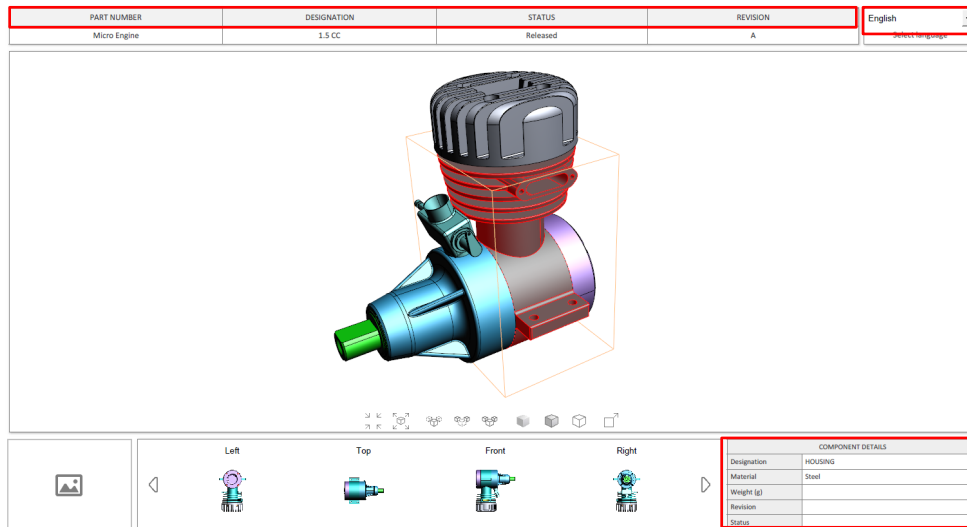 PART NUMBER DESIGNATION STATUS REVISION
English
Micro Engine 1.5 CC Released A
Select language
Left Top Front Right
COMPONENT DETAILS
Designation HOUSING
Material Steel
Weight (g)
Revision
Status